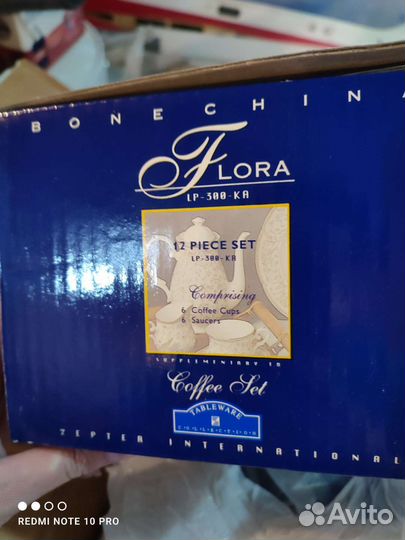 BONE CHINA
FLORA
LP-300-KA
12 PIECE SET
LP-300-KA
Comprising
6 Coffee Cups
6 Saucers
SUPPLEMENTARY TO
Coffee Set
TABLEWARE
COLLECTION
ZEPTER INTERNATIONAL
REDMI NOTE 10 PRO
Avito